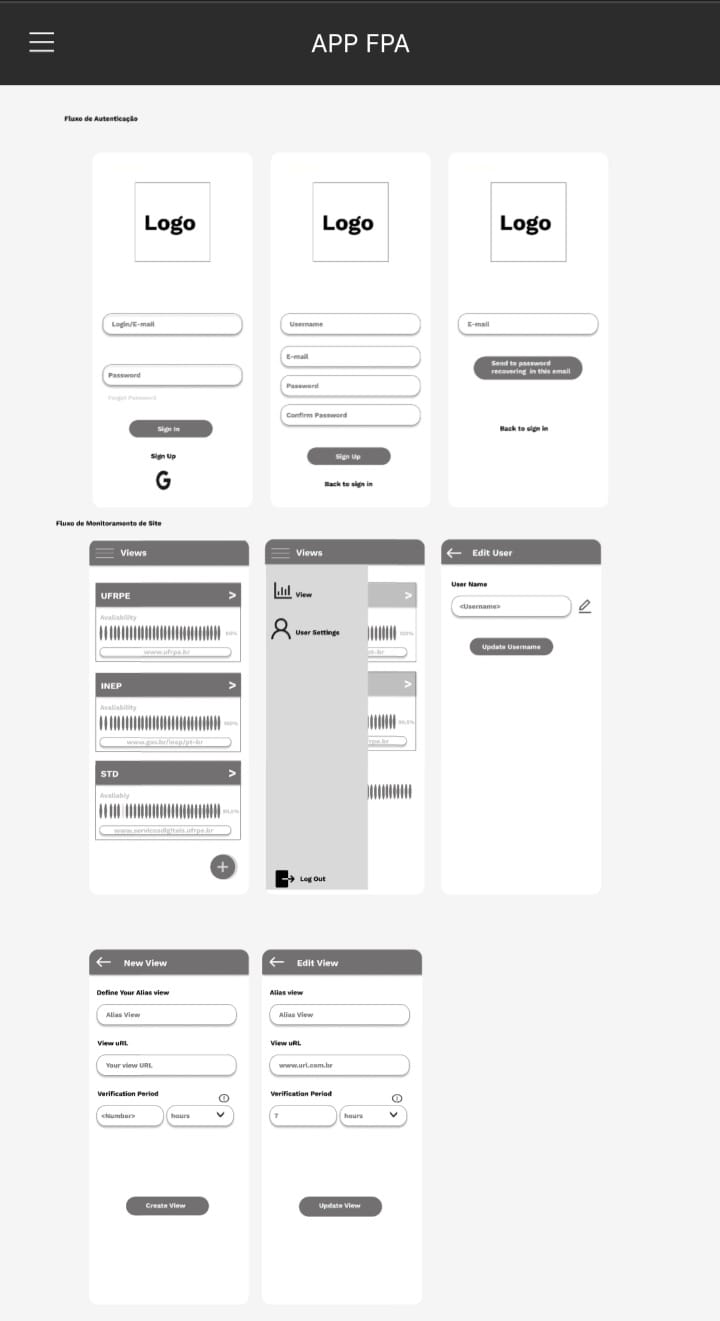 APP FPA
Fluxo de Autenticação
Logo
Login/E-mail
Password
Forgot Password
Sign In
Sign Up
G
Logo
Username
E-mail
Password
Confirm Password
Sign Up
Back to sign in
Logo
E-mail
Send to password
recovering in this email
Back to sign in
Fluxo de Monitoramento de Site
Views
UFRPE
>
Availability
www.ufrpe.br
INEP
>
Availability
100%
www.gov.br/inep/pt-br
STD
>
Availably
www.servicosdigitais.ufrpe.br
+
Views
View
User Settings
>
100%
pt-br
>
99,5%
rpe.br
Log Out
Edit User
User Name
<Username>
Update Username
New View
Define Your Alias view
Alias View
View uRL
Your view URL
Verification Period
<Number>
hours
Create View
Edit View
Alias view
Alias View
View uRL
www.url.com.br
Verification Period
7
hours
Update View